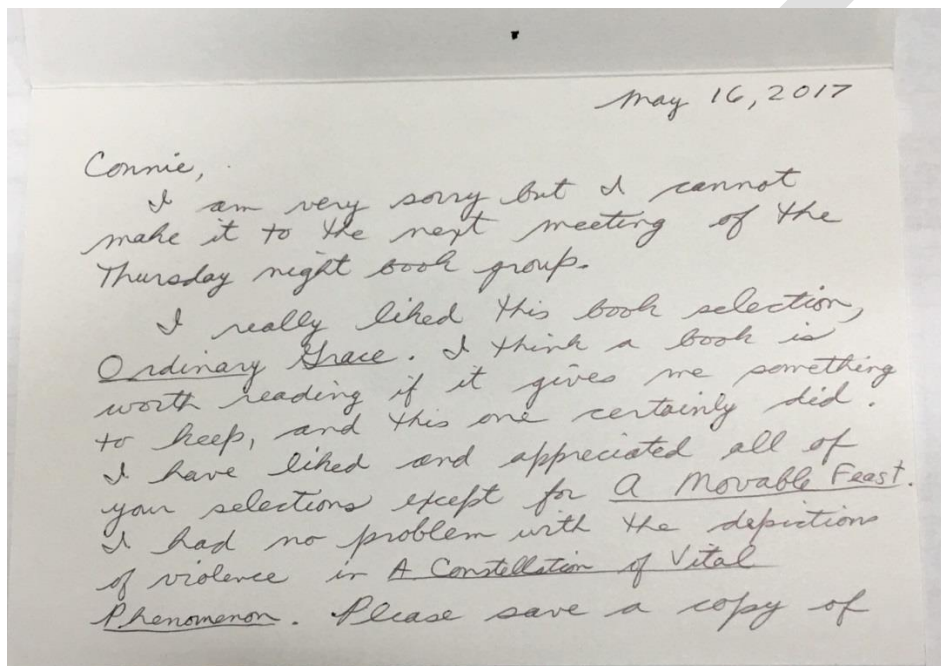 May 16, 2017
Connie,
I am very sorry but I cannot
make it to the next meeting of the
Thursday night book group.
I really liked this book selection,
Ordinary Grace. I think a book is
worth reading if it gives me something
to keep, and this one certainly did.
I have liked and appreciated all of
your selections except for A Movable Feast.
I had no problem with the depictions
of violence in A Constellation of Vital
Phenomenon. Please save a copy of